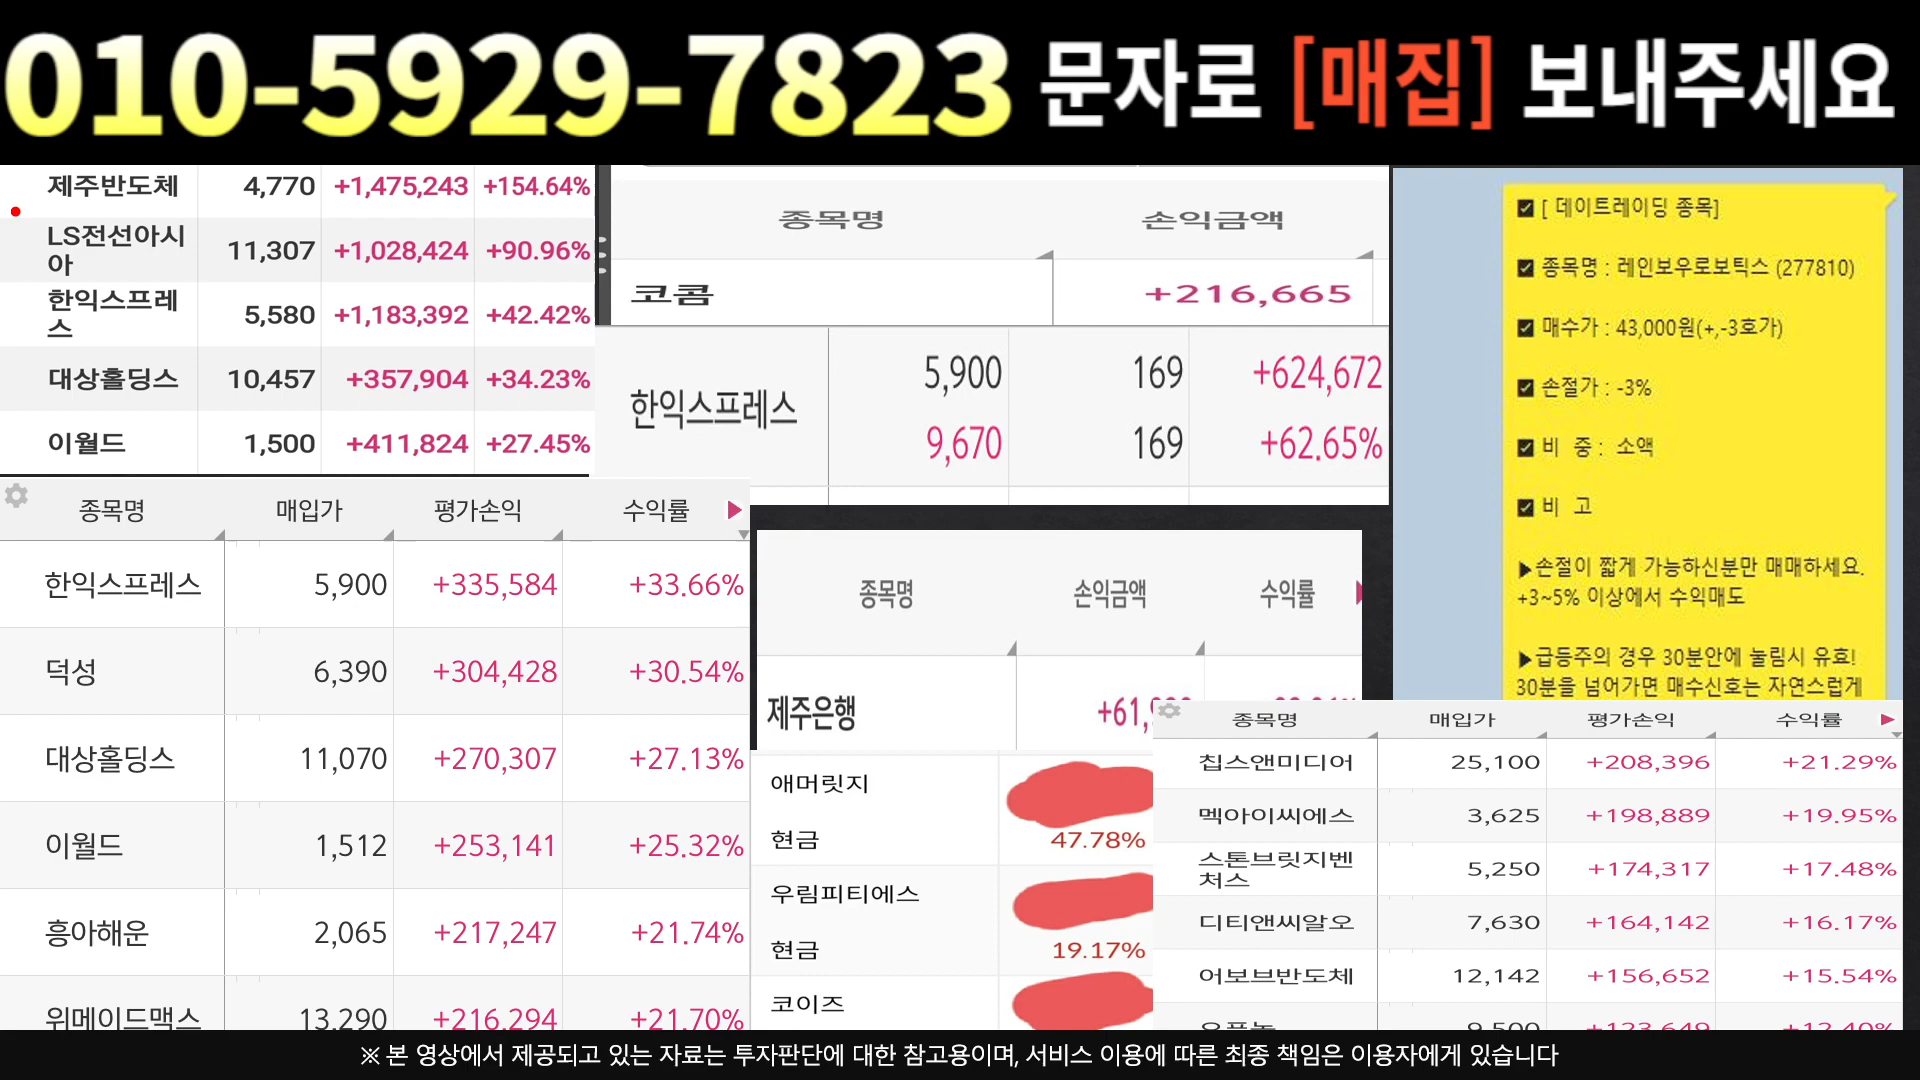 010-5929-7823 문자로 [매집] 보내주세요
제주반도체 4,770 +1,475,243 +154.64%
LS전선아시아 11,307 +1,028,424 +90.96%
한익스프레스 5,580 +1,183,392 +42.42%
대상홀딩스 10,457 +357,904 +34.23%
이월드 1,500 +411,824 +27.45%
종목명 손익금액
코콤 +216,665
한익스프레스 5,900 169 +624,672
9,670 169 +62.65%
☑ [ 데이트레이딩 종목]
☑ 종목명 : 레인보우로보틱스 (277810)
☑ 매수가 : 43,000원(+,-3호가)
☑ 손절가 : -3%
☑ 비 중 : 소액
☑ 비 고
▶손절이 짧게 가능하신분만 매매하세요.
+3~5% 이상에서 수익매도
▶급등주의 경우 30분안에 눌림시 유효!
30분을 넘어가면 매수신호는 자연스럽게
종목명 매입가 평가손익 수익률
한익스프레스 5,900 +335,584 +33.66%
덕성 6,390 +304,428 +30.54%
대상홀딩스 11,070 +270,307 +27.13%
이월드 1,512 +253,141 +25.32%
흥아해운 2,065 +217,247 +21.74%
위메이드맥스 13,290 +216,294 +21.70%
종목명 손익금액 수익률
제주은행
애머릿지
현금 47.78%
우림피티에스
현금 19.17%
코이즈
종목명 매입가 평가손익 수익률
칩스앤미디어 25,100 +208,396 +21.29%
멕아이씨에스 3,625 +198,889 +19.95%
스톤브릿지벤처스 5,250 +174,317 +17.48%
디티앤씨알오 7,630 +164,142 +16.17%
어보브반도체 12,142 +156,652 +15.54%
※ 본 영상에서 제공되고 있는 자료는 투자판단에 대한 참고용이며, 서비스 이용에 따른 최종 책임은 이용자에게 있습니다